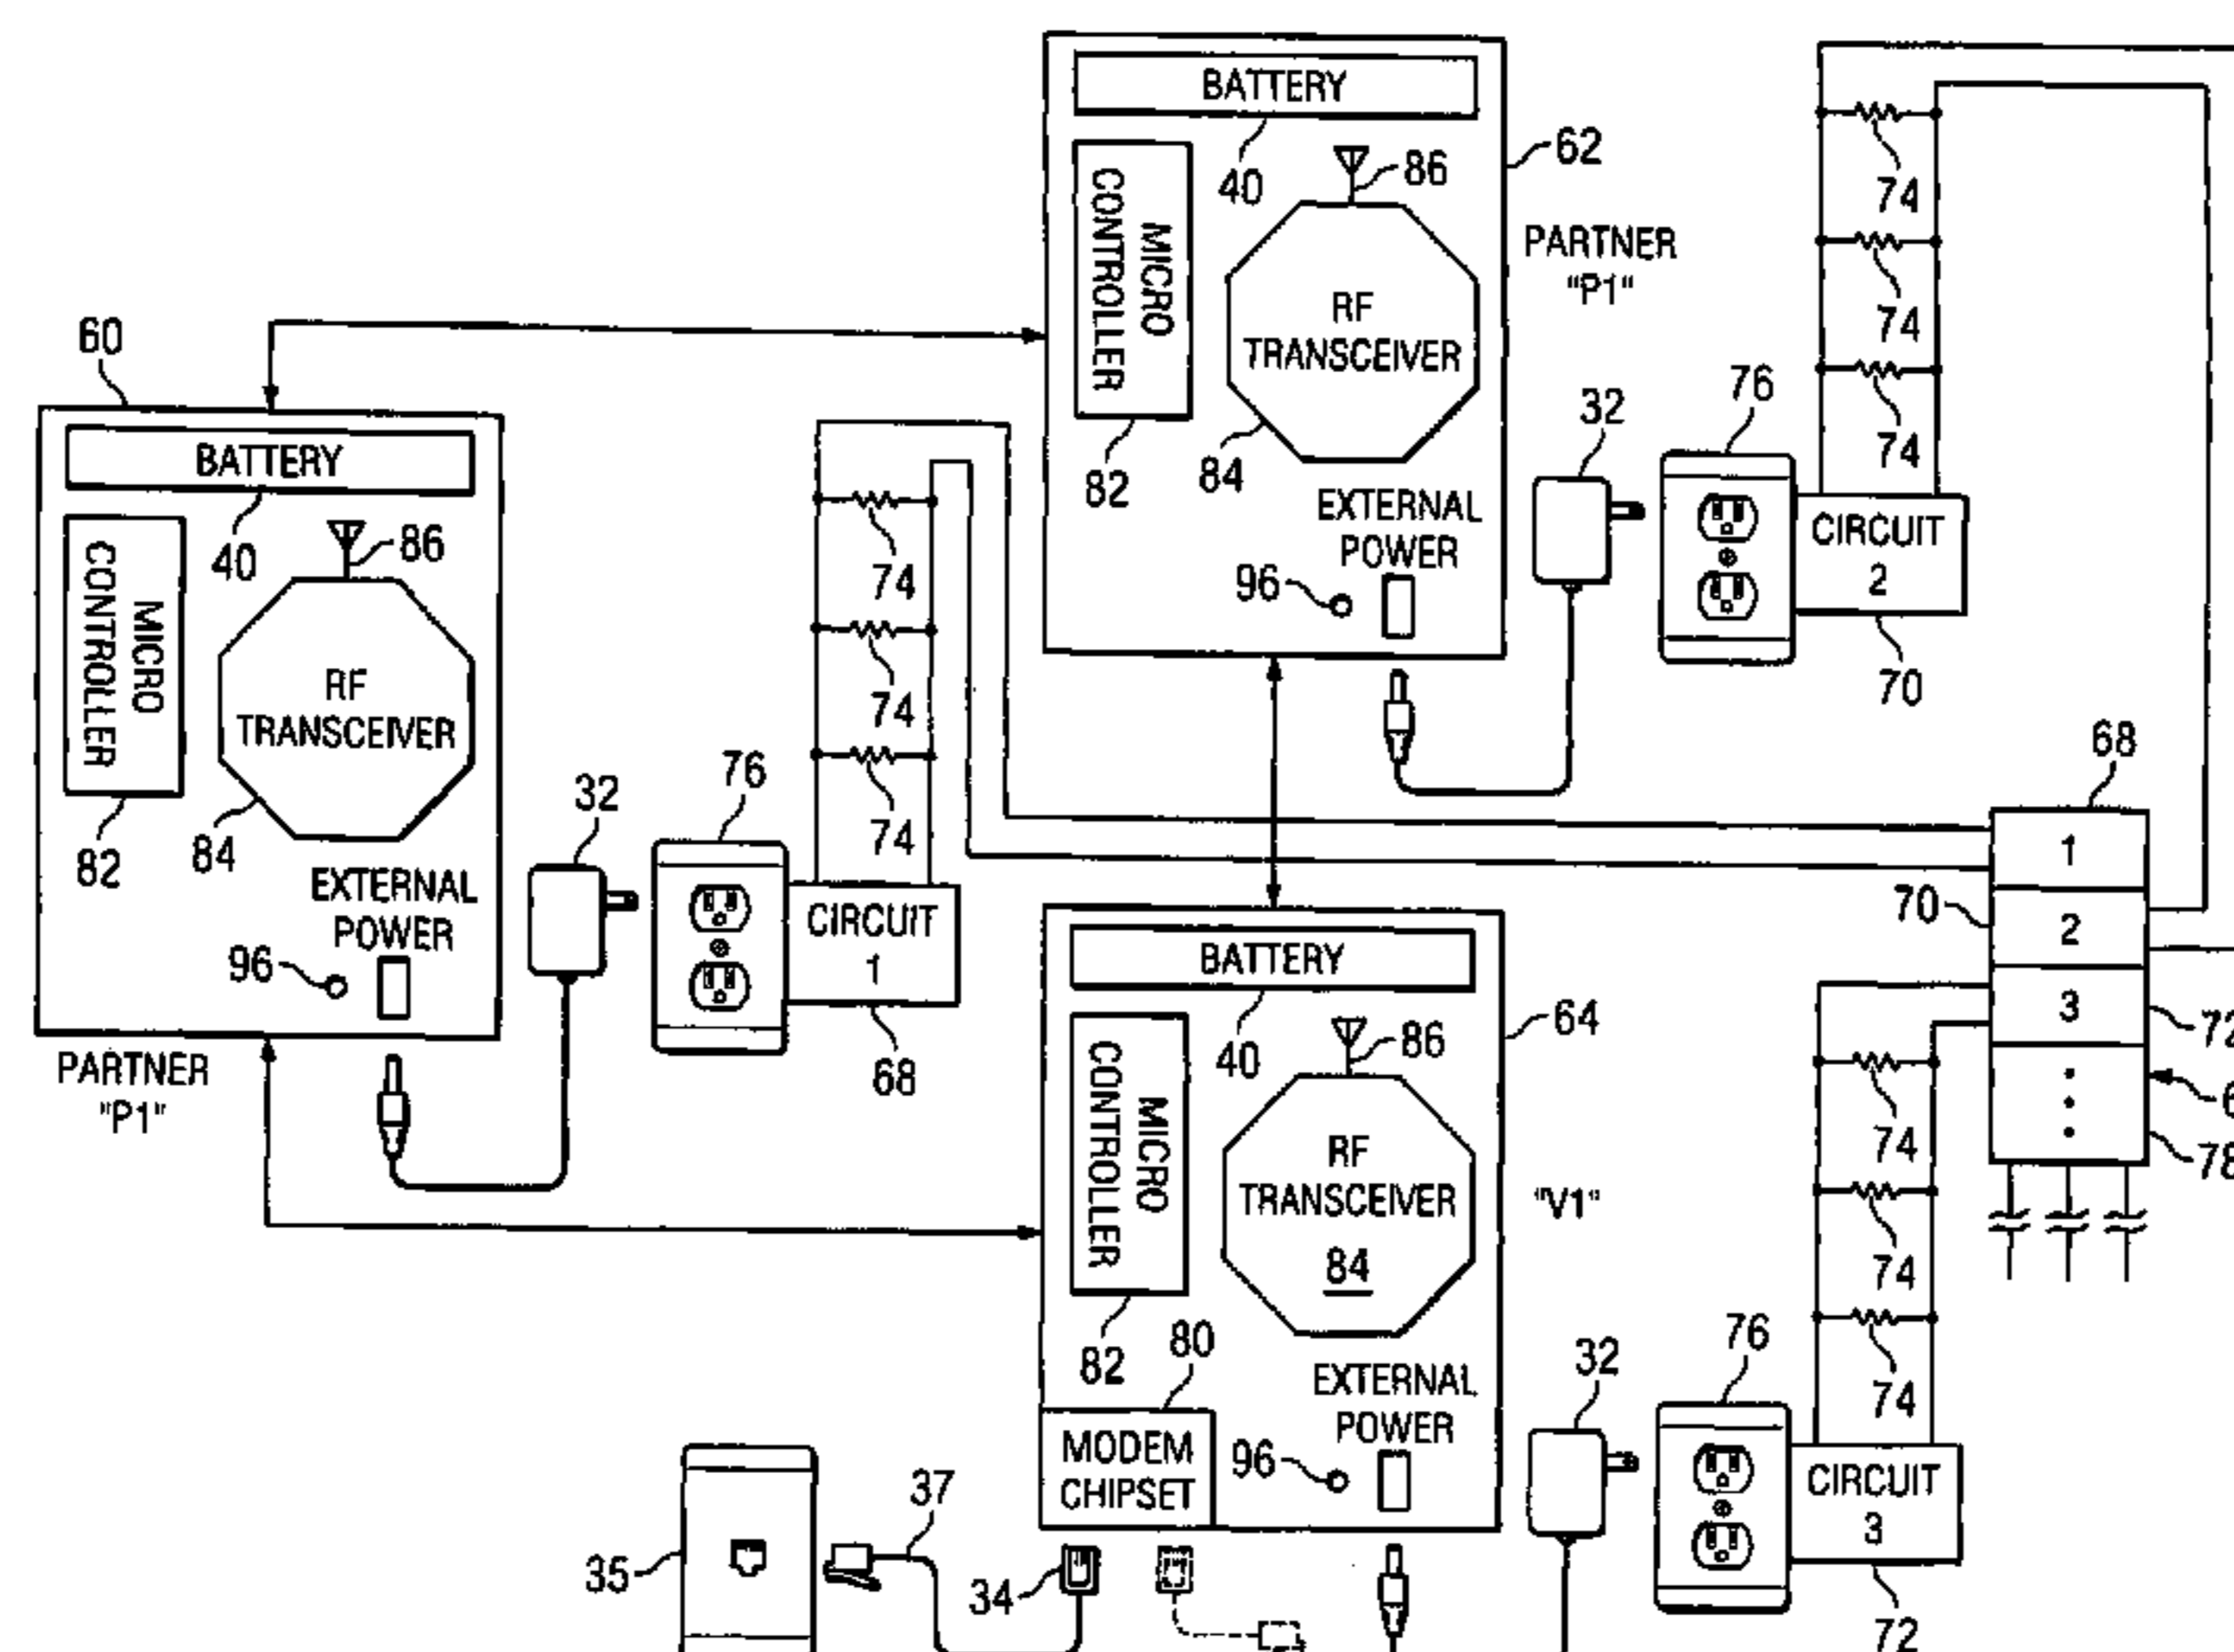 BATTERY
40
MICRO
CONTROLLER
82
86
RF
TRANSCEIVER
84
EXTERNAL
POWER
96
62
PARTNER
"P1"
32
76
74
74
74
CIRCUIT
2
70
60
BATTERY
40
MICRO
CONTROLLER
82
86
RF
TRANSCEIVER
84
EXTERNAL
POWER
96
PARTNER
"P1"
32
76
74
74
74
CIRCUIT
1
68
68
1
70
2
3
72
78
BATTERY
40
MICRO
CONTROLLER
82
86
64
RF
TRANSCEIVER
84
"V1"
80
MODEM
CHIPSET
EXTERNAL
POWER
96
32
76
74
74
74
CIRCUIT
3
72
35
37
34